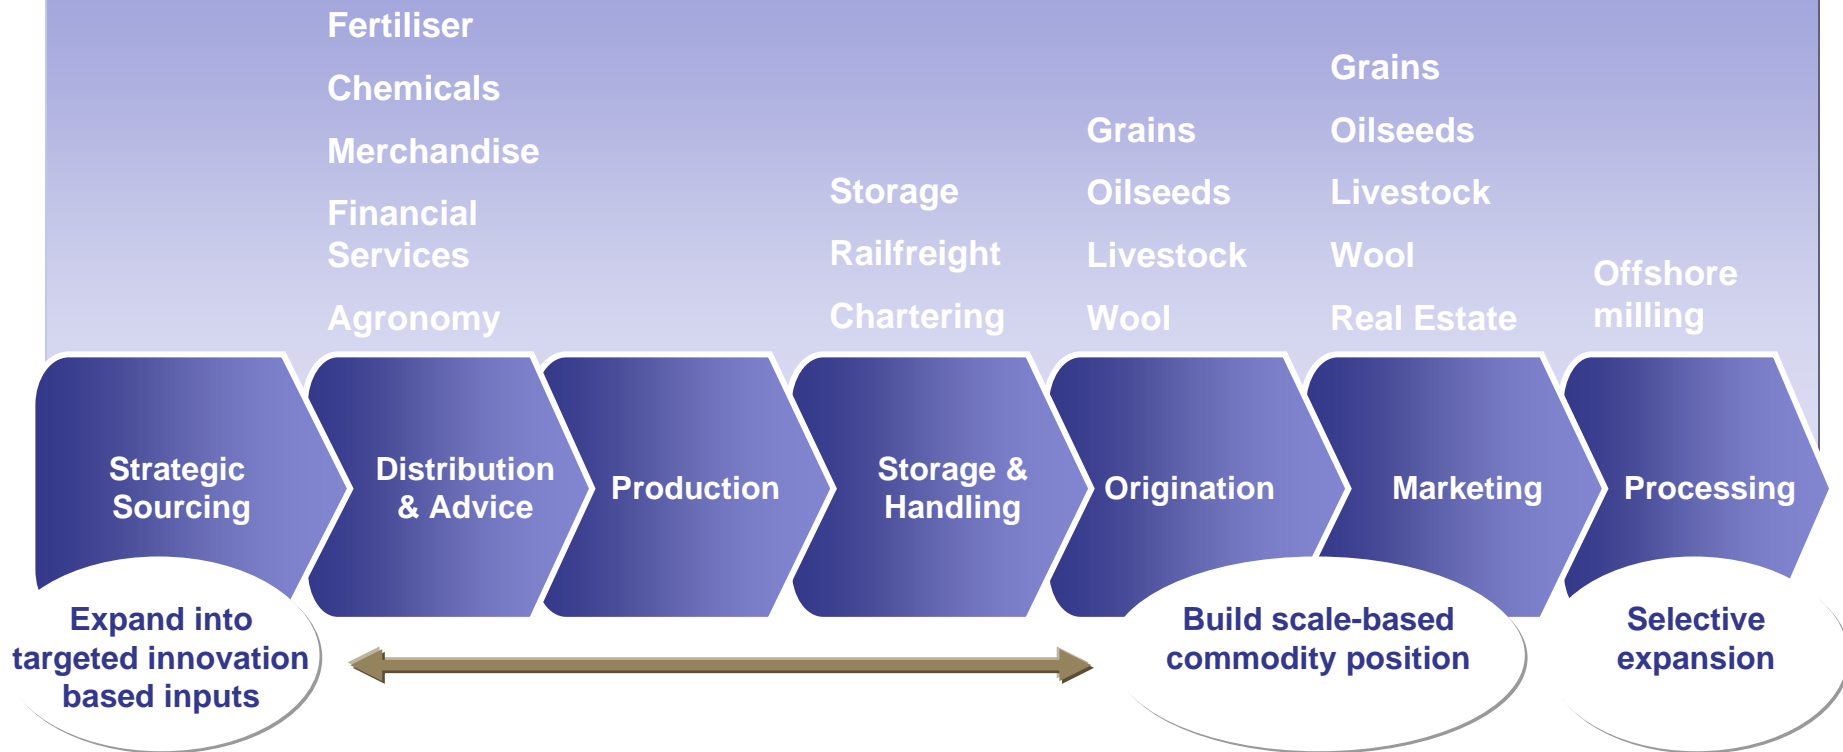 Fertiliser
Chemicals
Merchandise
Financial
Services
Agronomy
Storage
Railfreight
Chartering
Grains
Oilseeds
Livestock
Wool
Grains
Oilseeds
Livestock
Wool
Real Estate
Offshore
milling
Strategic
Sourcing
Distribution
& Advice
Production
Storage &
Handling
Origination
Marketing
Processing
Expand into
targeted innovation
based inputs
Build scale-based
commodity position
Selective
expansion